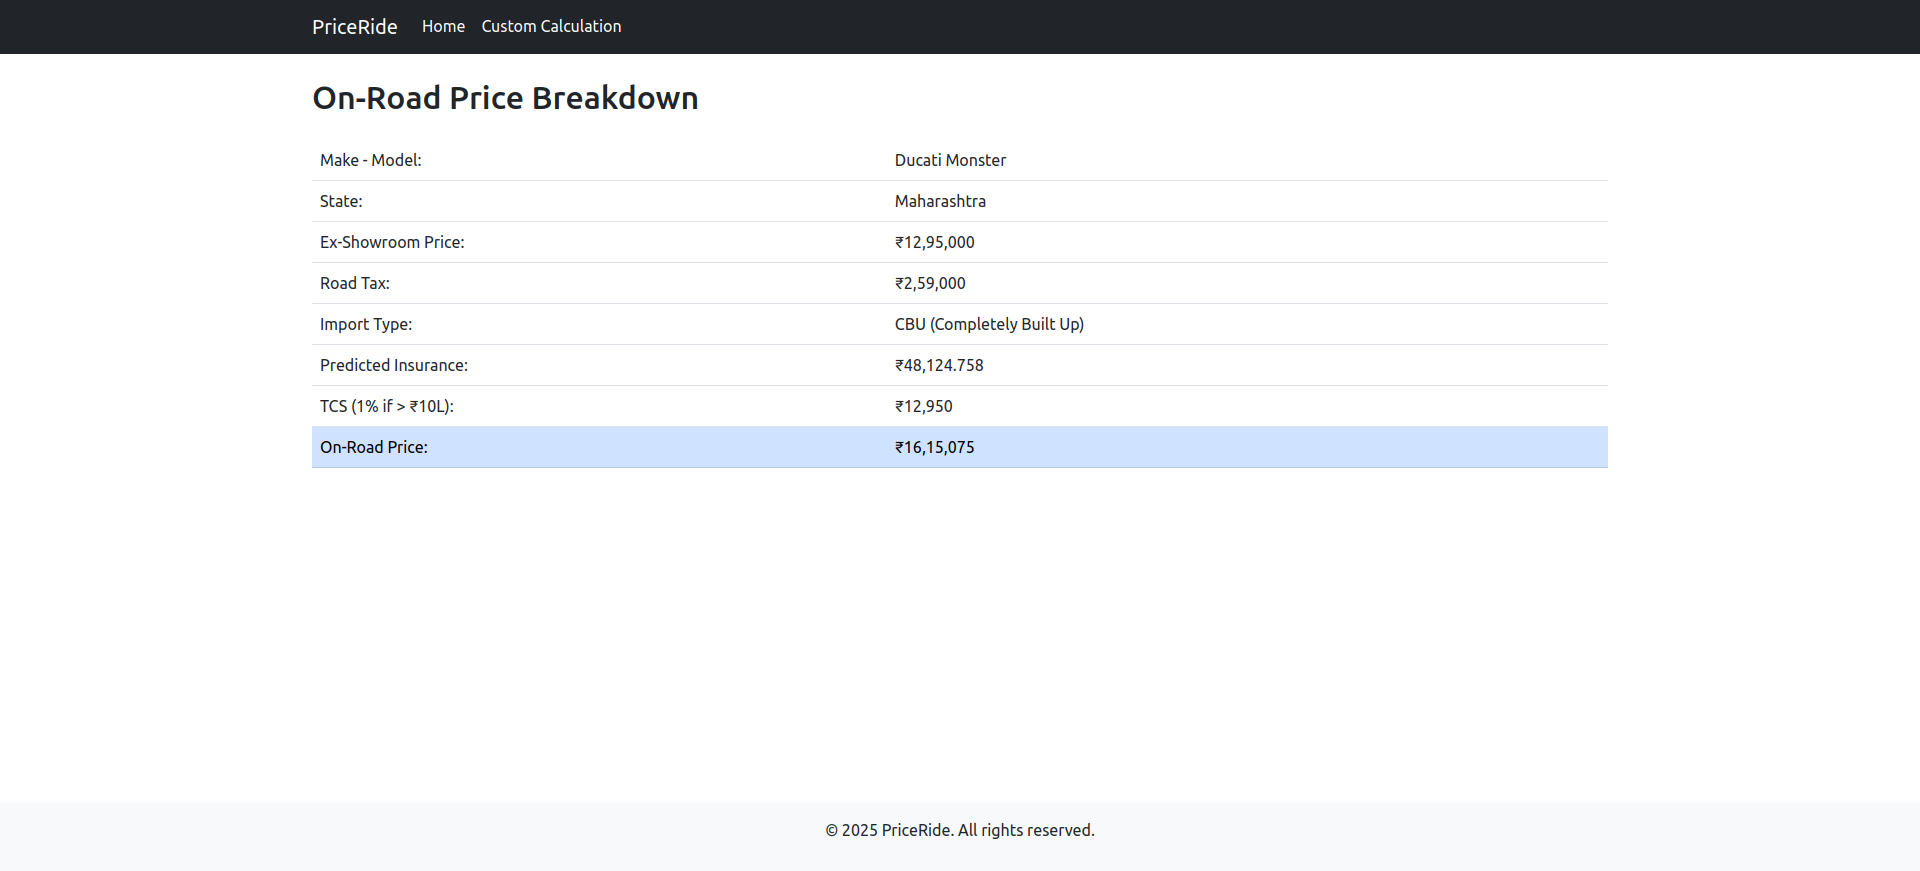 PriceRide Home Custom Calculation
On-Road Price Breakdown
Make - Model: Ducati Monster
State: Maharashtra
Ex-Showroom Price: ₹12,95,000
Road Tax: ₹2,59,000
Import Type: CBU (Completely Built Up)
Predicted Insurance: ₹48,124.758
TCS (1% if > ₹10L): ₹12,950
On-Road Price: ₹16,15,075
© 2025 PriceRide. All rights reserved.